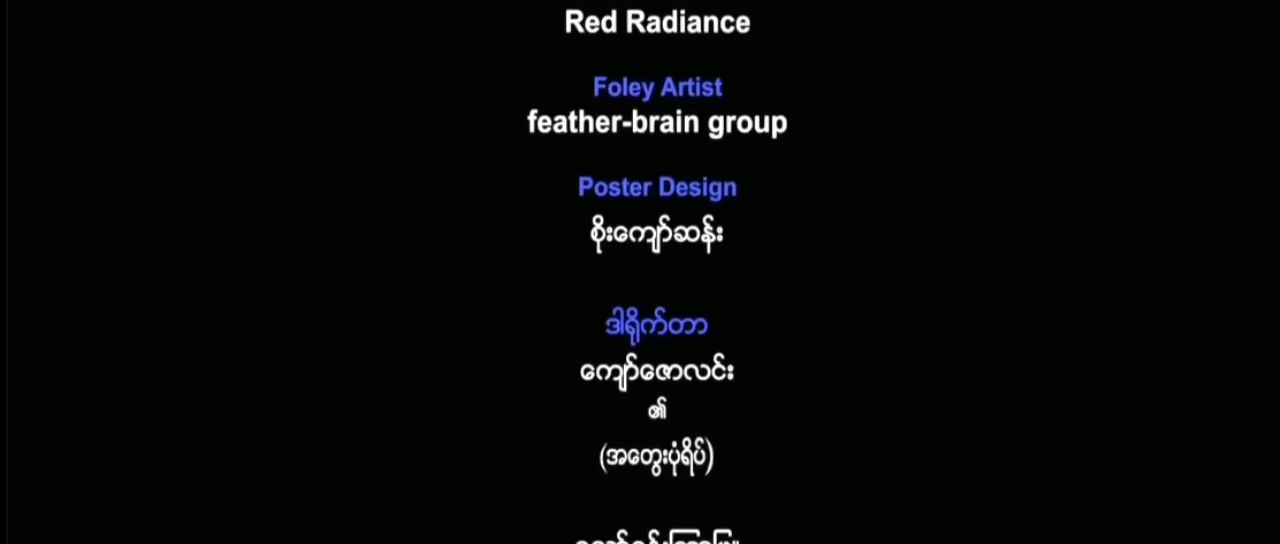 Red Radiance
Foley Artist
feather-brain group
Poster Design
စိုးကျော်ဆန်း
ဒါရိုက်တာ
ကျော်ဇောလင်း
၏
(အတွေးပုံရိပ်)